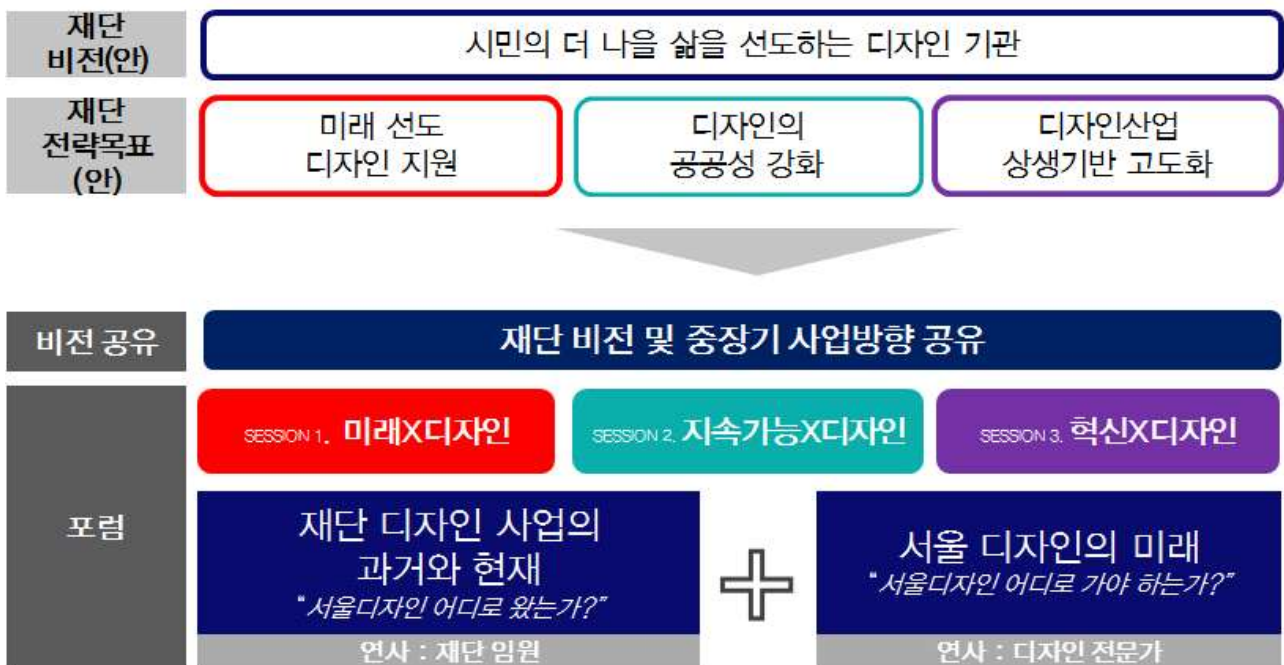 재단
비전(안)
시민의 더 나을 삶을 선도하는 디자인 기관
재단
전략목표
(안)
미래 선도
디자인 지원
디자인의
공공성 강화
디자인산업
상생기반 고도화
비전 공유
재단 비전 및 중장기 사업방향 공유
포럼
SESSION 1. 미래X디자인
SESSION 2. 지속가능X디자인
SESSION 3. 혁신X디자인
재단 디자인 사업의
과거와 현재
“서울디자인 어디로 왔는가?”
연사 : 재단 임원
서울 디자인의 미래
“서울디자인 어디로 가야 하는가?”
연사 : 디자인 전문가